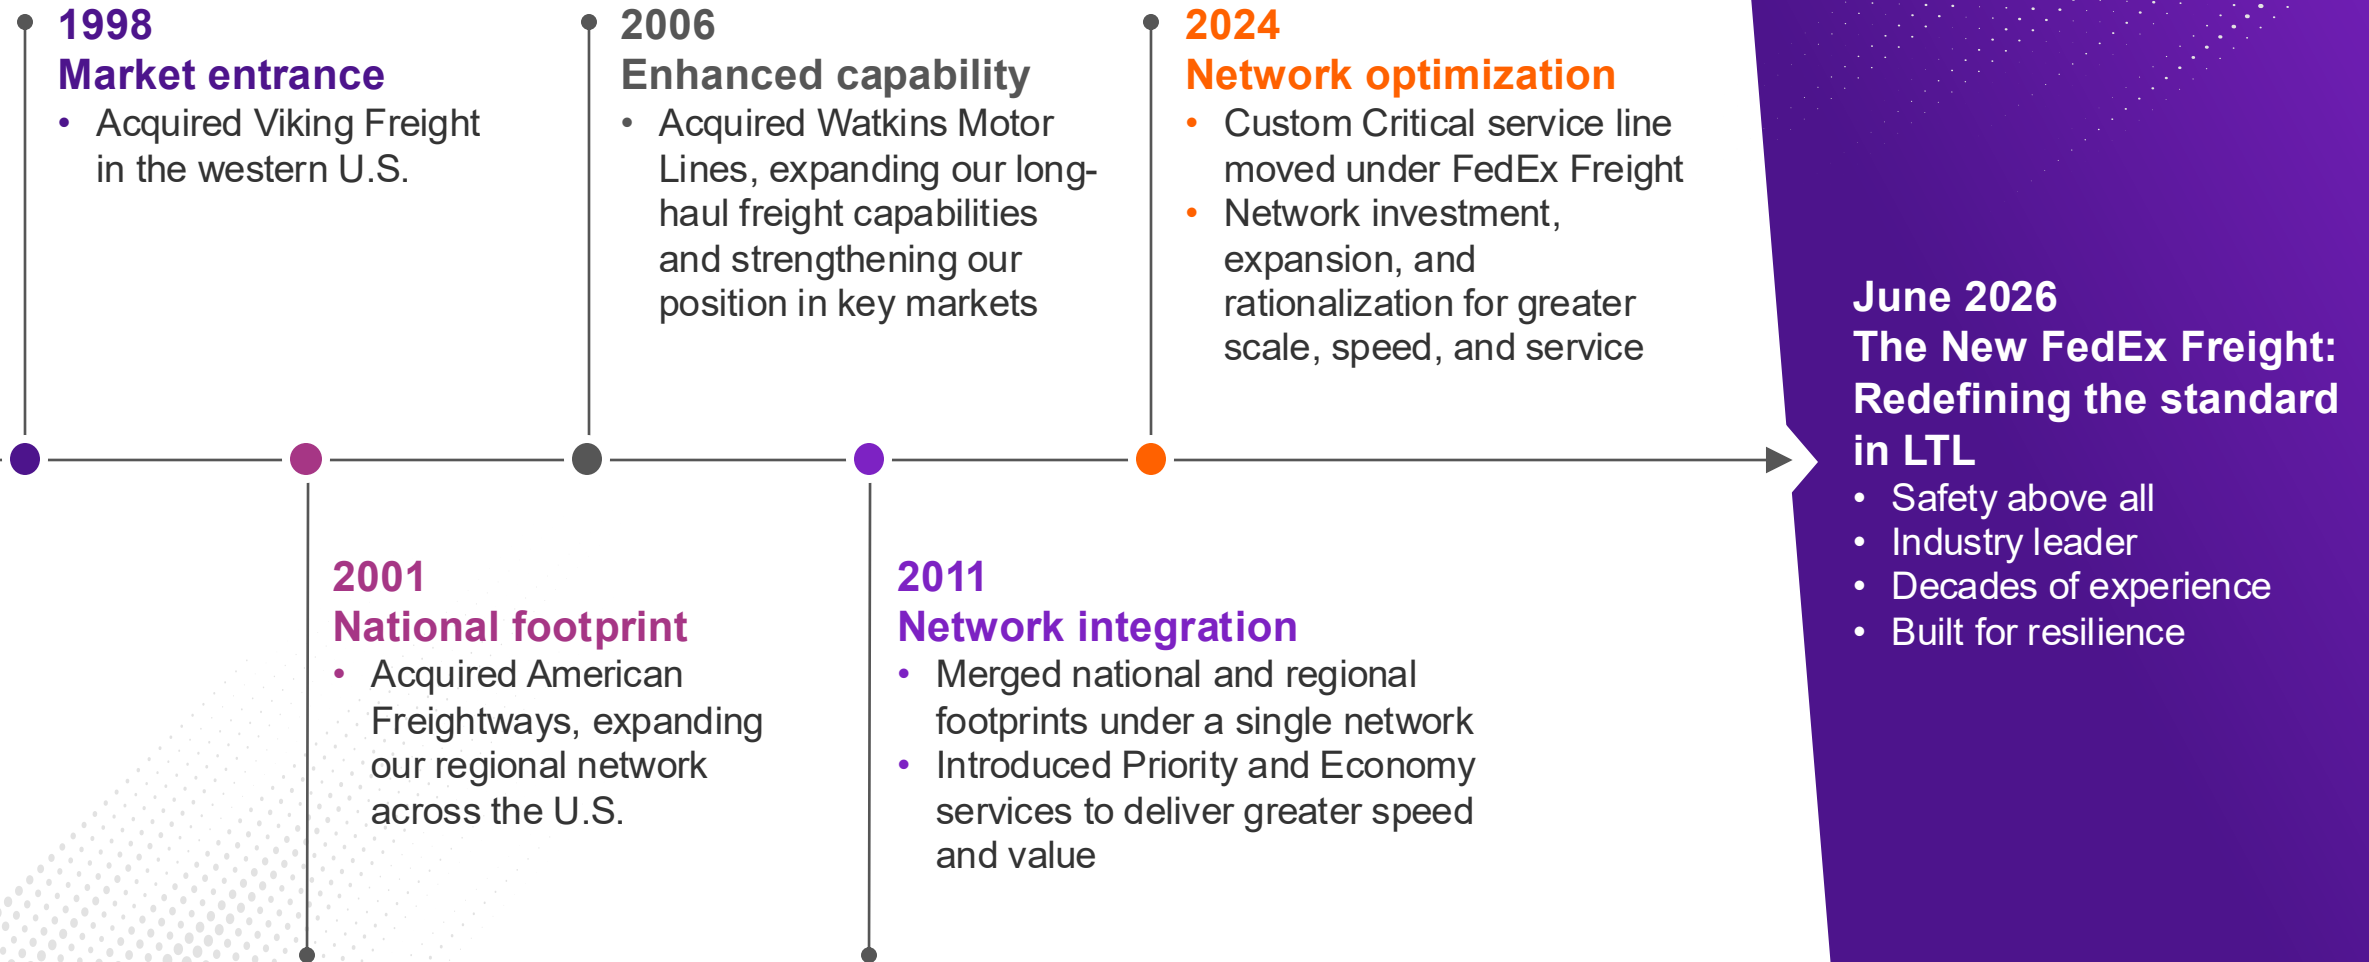 1998
Market entrance
• Acquired Viking Freight
in the western U.S.
2001
National footprint
• Acquired American
Freightways, expanding
our regional network
across the U.S.
2006
Enhanced capability
• Acquired Watkins Motor
Lines, expanding our long-
haul freight capabilities
and strengthening our
position in key markets
2011
Network integration
• Merged national and regional
footprints under a single network
• Introduced Priority and Economy
services to deliver greater speed
and value
2024
Network optimization
• Custom Critical service line
moved under FedEx Freight
• Network investment,
expansion, and
rationalization for greater
scale, speed, and service
June 2026
The New FedEx Freight:
Redefining the standard
in LTL
• Safety above all
• Industry leader
• Decades of experience
• Built for resilience